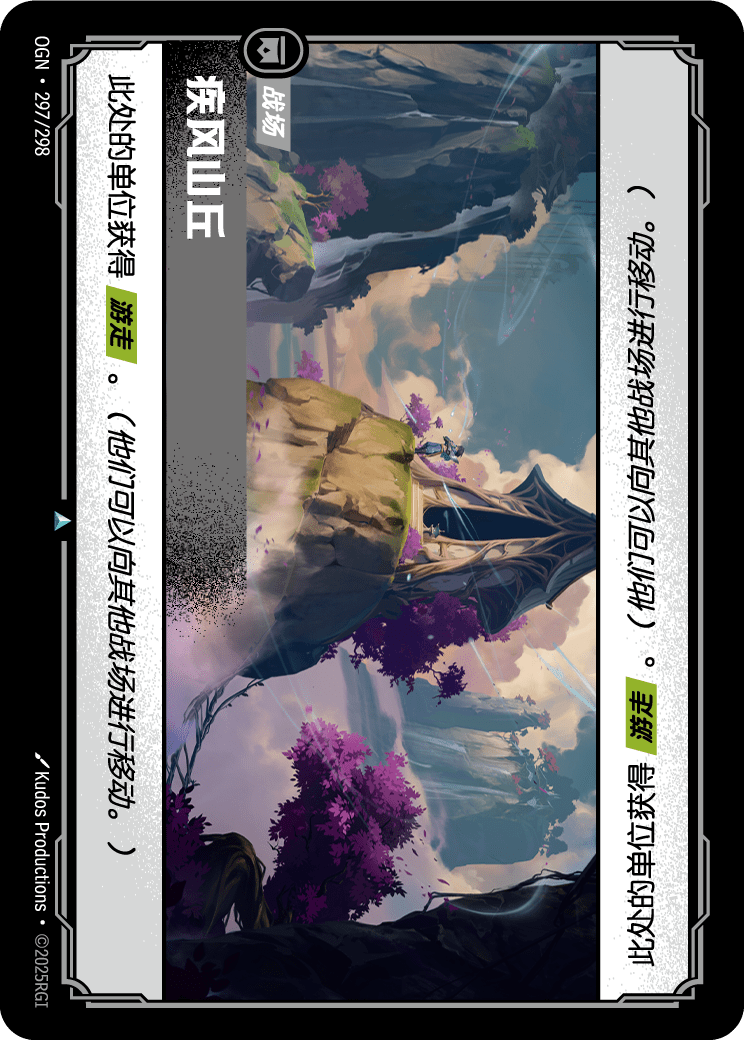 此处的单位获得 游走 。（他们可以向其他战场进行移动。）
战场
疾风山丘
此处的单位获得 游走 。（他们可以向其他战场进行移动。）
OGN • 297/298
Kudos Productions • ©2025RGI